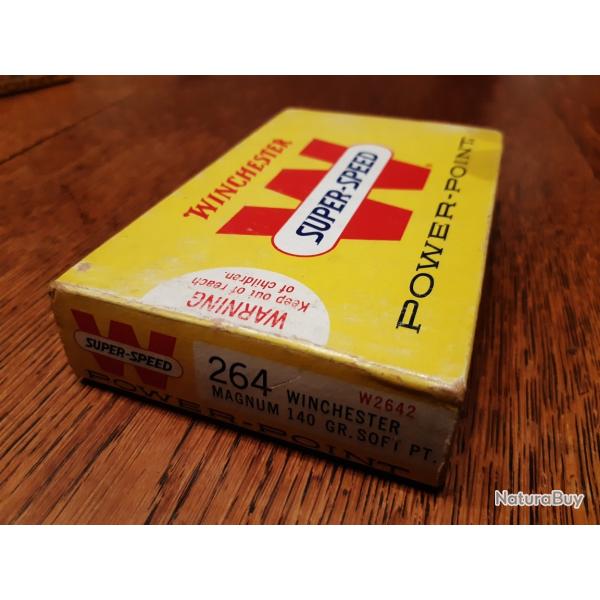 WINCHESTER
W
SUPER-SPEED
POWER-POINT
WARNING
Keep out of reach
of children.
W
SUPER-SPEED
264 WINCHESTER W2642
MAGNUM 140 GR. SOFT PT.
POWER-POINT
NaturaBuy